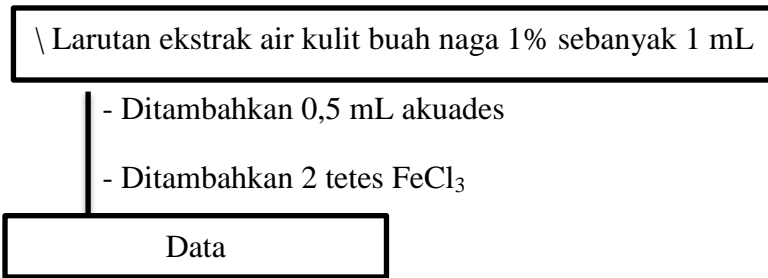 \ Larutan ekstrak air kulit buah naga 1% sebanyak 1 mL
- Ditambahkan 0,5 mL akuades
- Ditambahkan 2 tetes FeCl₃
Data